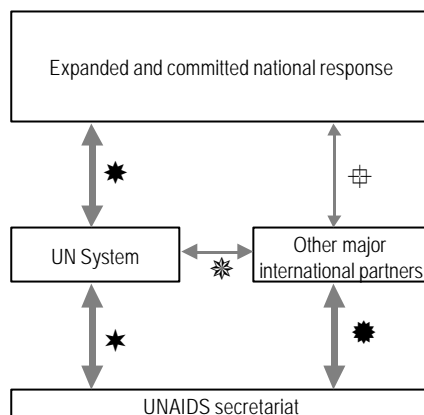 Expanded and committed national response
UN System
Other major
international partners
UNAIDS secretariat